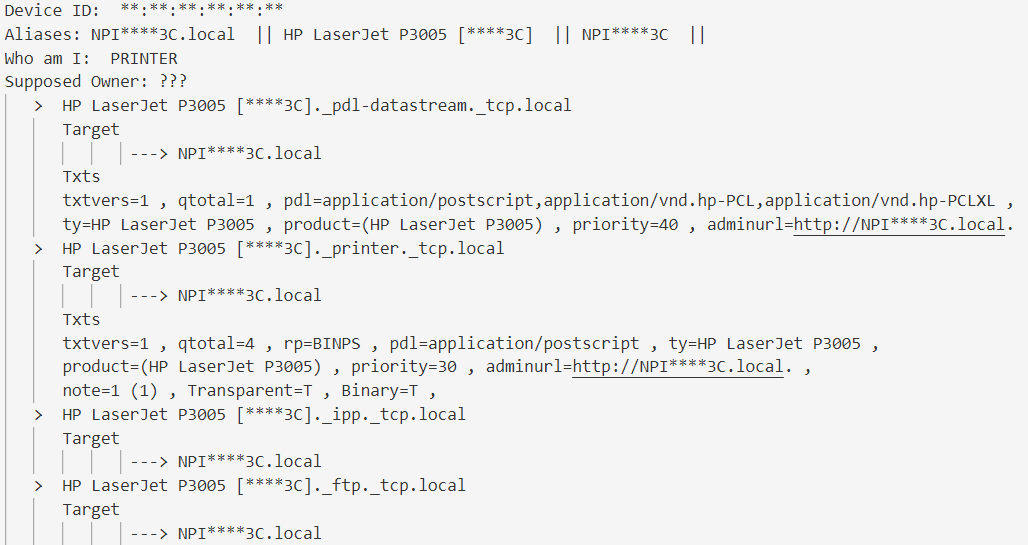 Device ID:  **:**:**:**:**:**
Aliases: NPI****3C.local  || HP LaserJet P3005 [****3C]  || NPI****3C  ||
Who am I:  PRINTER
Supposed Owner: ???
>  HP LaserJet P3005 [****3C]._pdl-datastream._tcp.local
Target
---> NPI****3C.local
Txts
txtvers=1 , qtotal=1 , pdl=application/postscript,application/vnd.hp-PCL,application/vnd.hp-PCLXL ,
ty=HP LaserJet P3005 , product=(HP LaserJet P3005) , priority=40 , adminurl=http://NPI****3C.local.
>  HP LaserJet P3005 [****3C]._printer._tcp.local
Target
---> NPI****3C.local
Txts
txtvers=1 , qtotal=4 , rp=BINPS , pdl=application/postscript , ty=HP LaserJet P3005 ,
product=(HP LaserJet P3005) , priority=30 , adminurl=http://NPI****3C.local. ,
note=1 (1) , Transparent=T , Binary=T ,
>  HP LaserJet P3005 [****3C]._ipp._tcp.local
Target
---> NPI****3C.local
>  HP LaserJet P3005 [****3C]._ftp._tcp.local
Target
---> NPI****3C.local